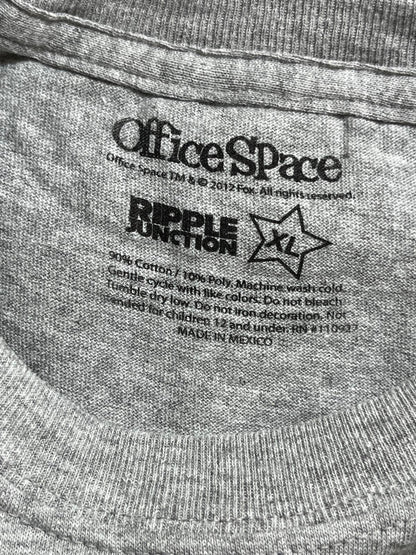 Office Space
Office Space TM & © 2012 Fox. All rights reserved.
RIPPLE
JUNCTION
XL
90% Cotton / 10% Poly. Machine wash cold.
Gentle cycle with like colors. Do not bleach
Tumble dry low. Do not iron decoration. Not
ended for children 12 and under. RN #110937
MADE IN MEXICO